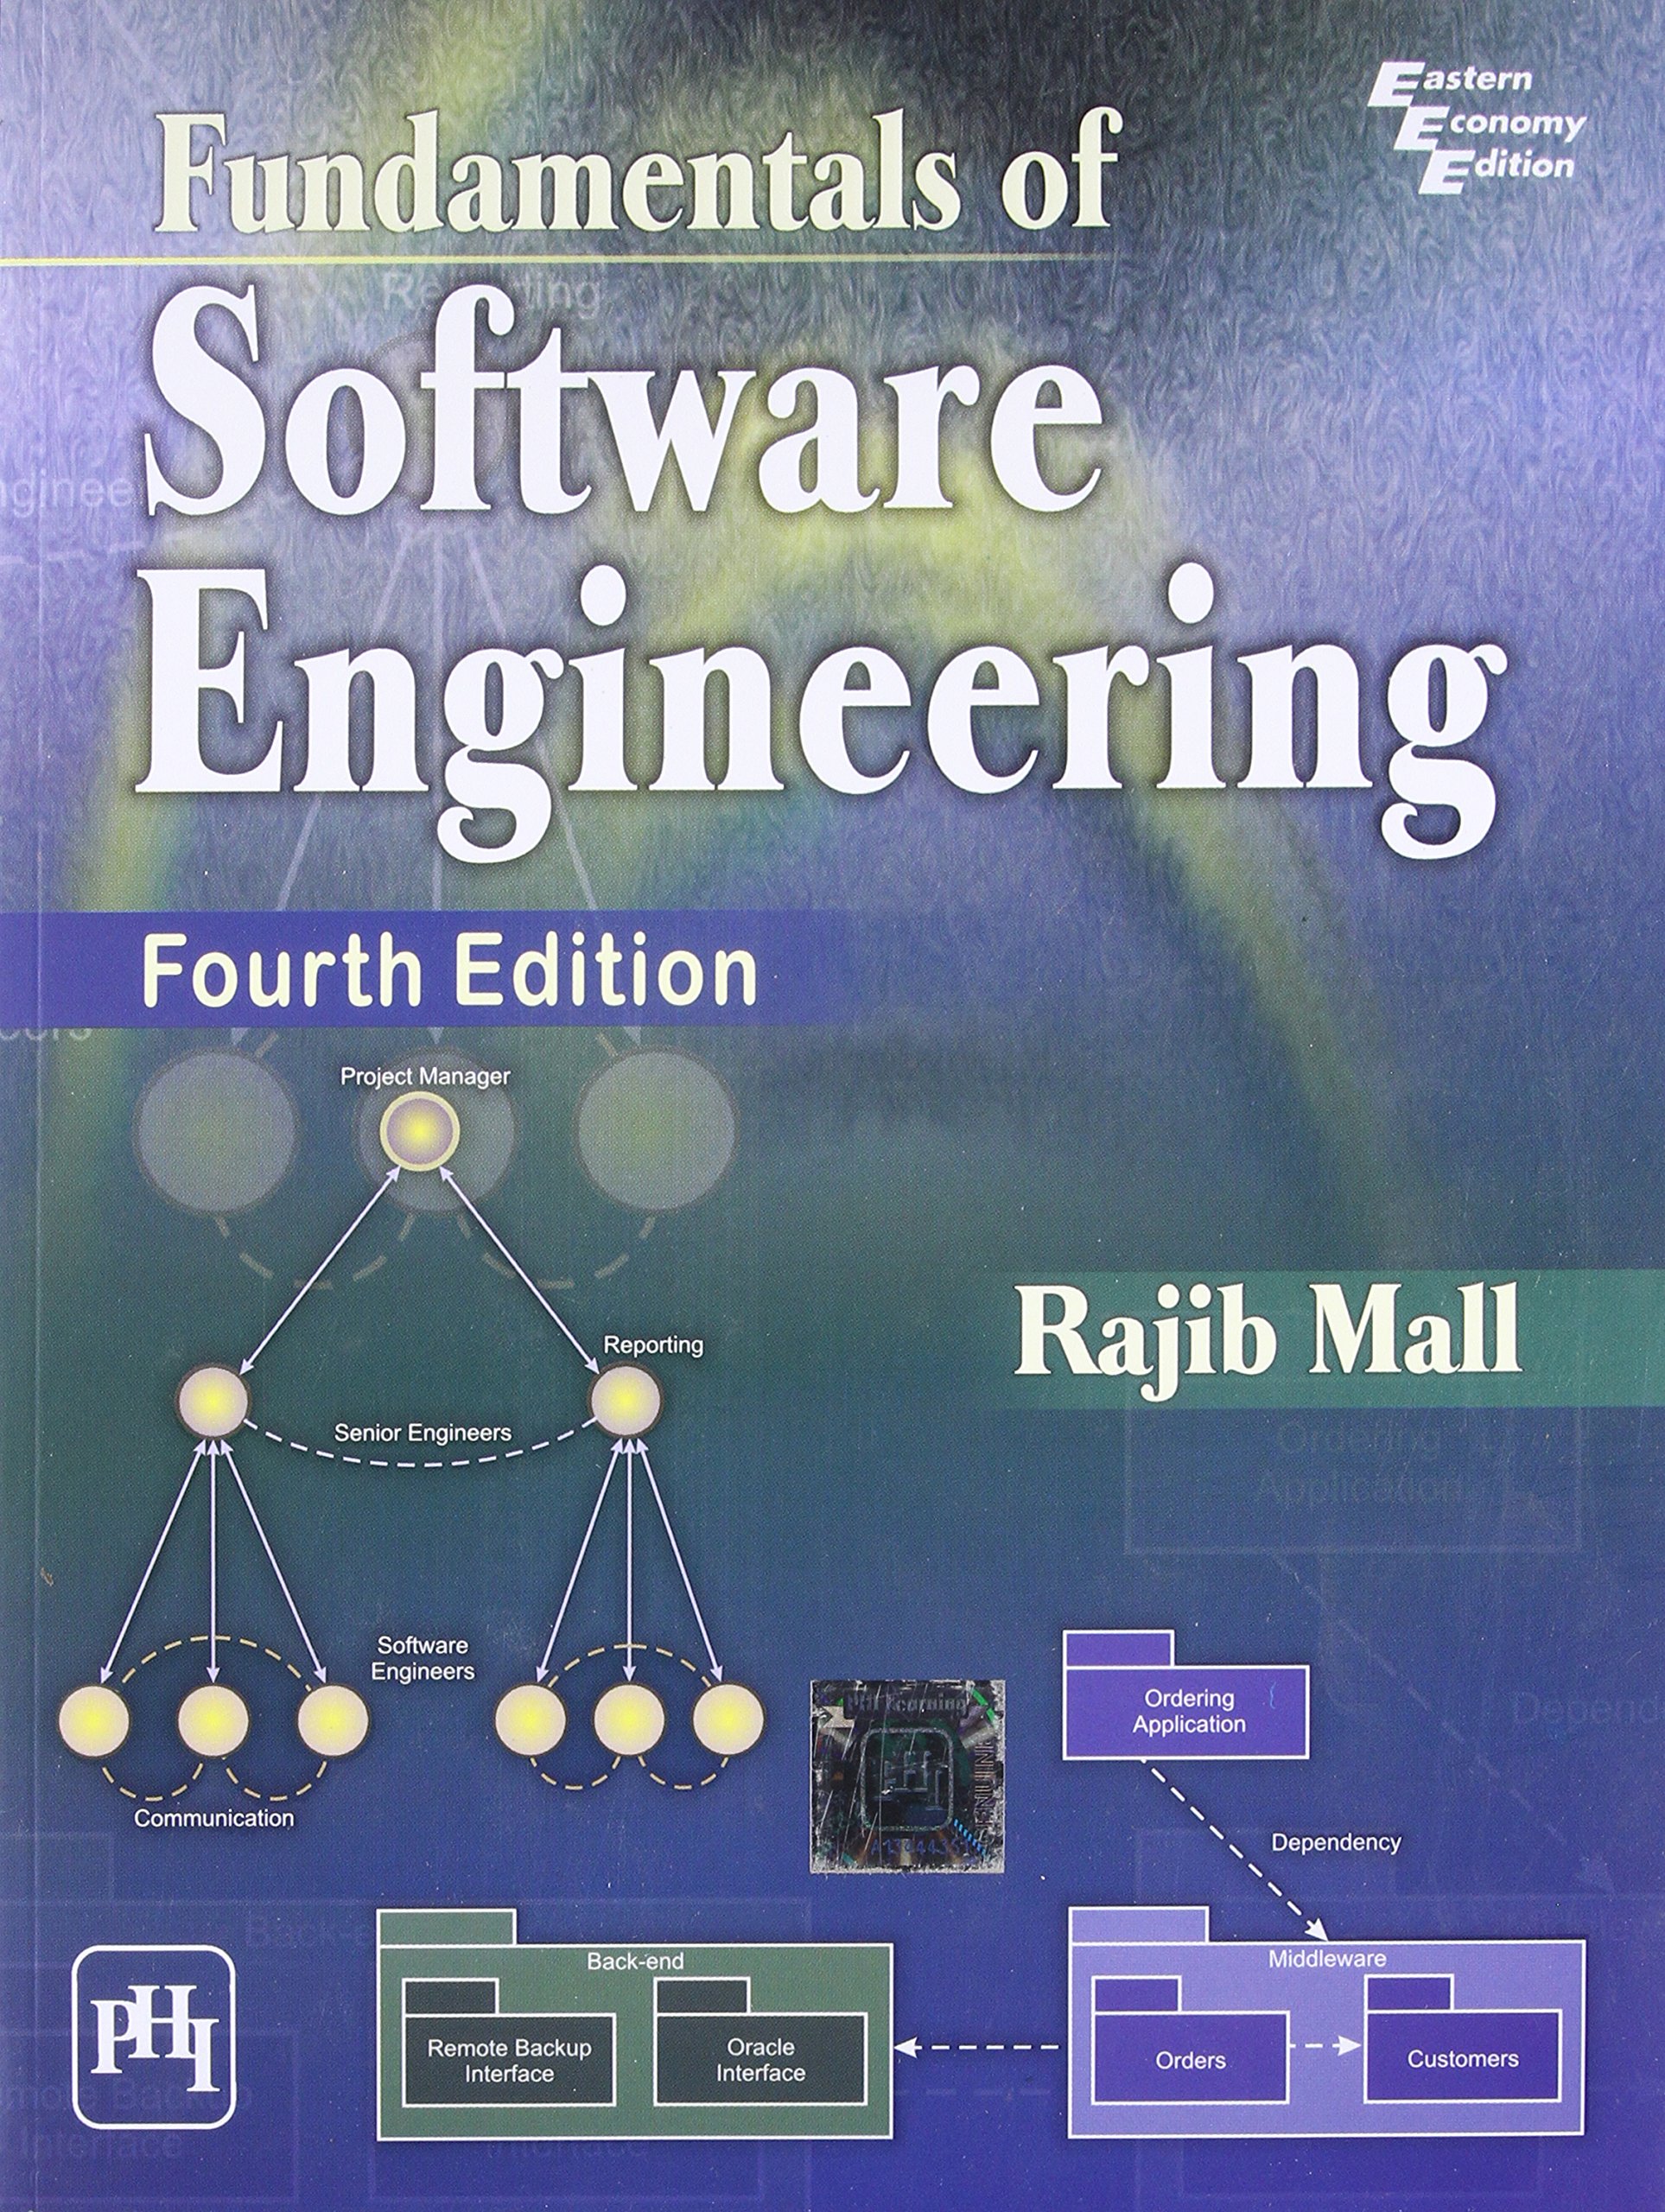 Eastern
Economy
Edition
Fundamentals of
Software
Engineering
Fourth Edition
Project Manager
Rajib Mall
Reporting
Senior Engineers
Software
Engineers
Communication
Ordering
Application
Dependency
Middleware
Orders
Customers
Back-end
Remote Backup
Interface
Oracle
Interface
PHI